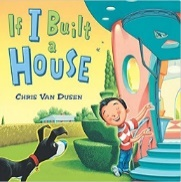 If I Built
a
HOUSE
CHRIS VAN DUSEN